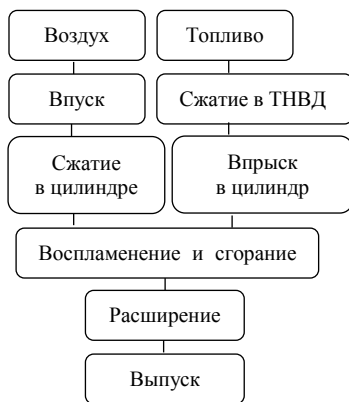 Воздух
Топливо
Впуск
Сжатие в ТНВД
Сжатие
в цилиндре
Впрыск
в цилиндр
Воспламенение и сгорание
Расширение
Выпуск